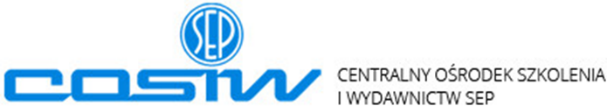 SEP
COSIW
CENTRALNY OŚRODEK SZKOLENIA
I WYDAWNICTW SEP